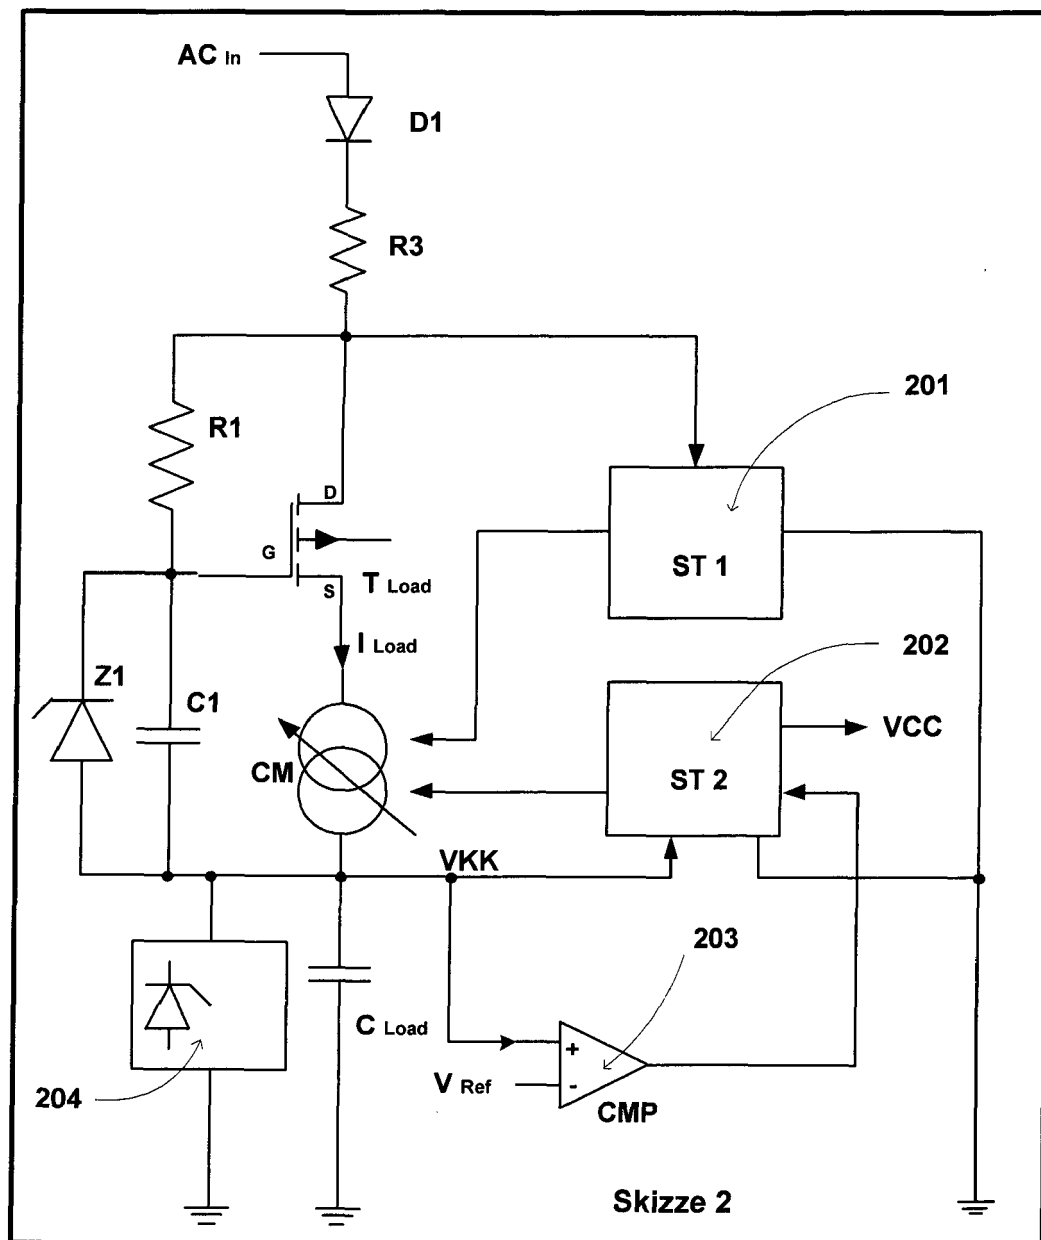 AC In
D1
R3
201
R1
D
G
ST 1
S
T Load
I Load
202
Z1
C1
VCC
CM
ST 2
VKK
203
C Load
+
V Ref
-
204
CMP
Skizze 2